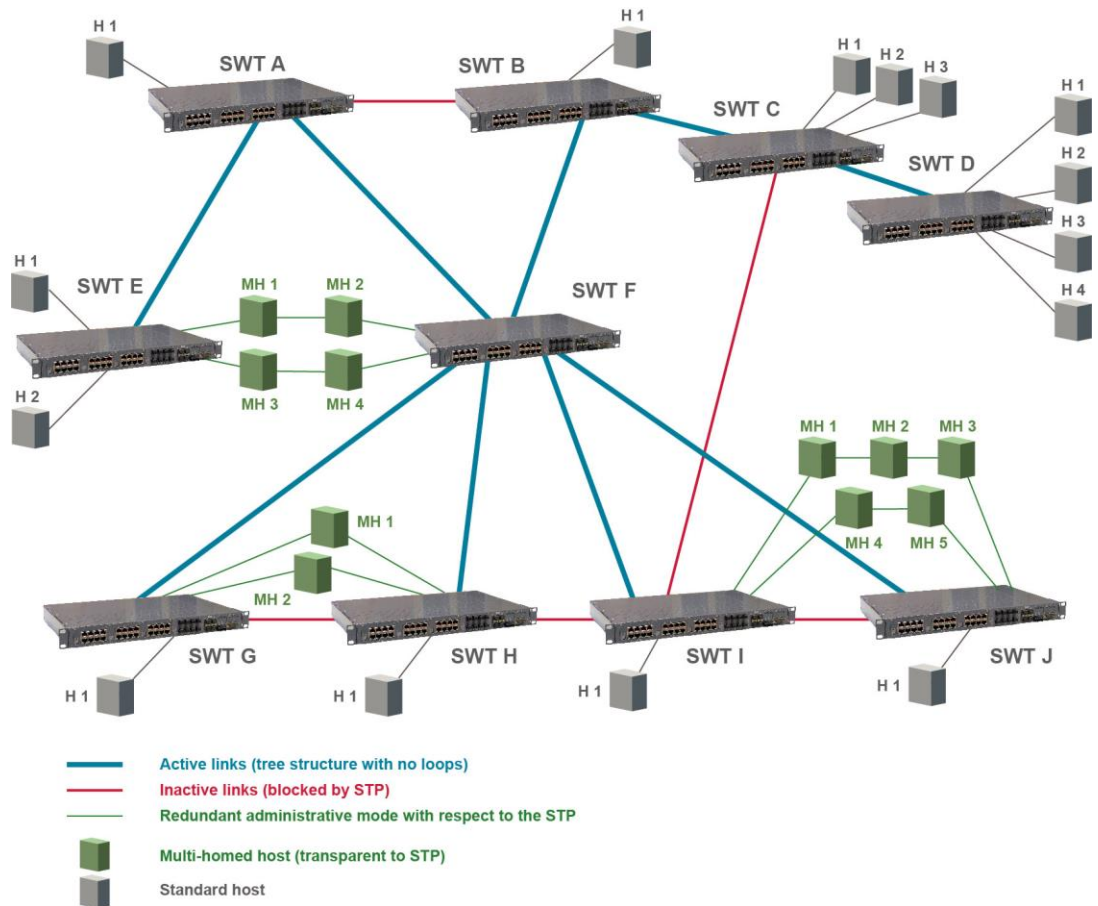 H 1
H 1
SWT A
SWT B
H 1
H 2
H 3
SWT C
H 1
SWT D
H 2
H 3
H 4
H 1
SWT E
MH 1
MH 2
SWT F
H 2
MH 3
MH 4
MH 1
MH 2
MH 3
MH 4
MH 5
MH 1
MH 2
SWT G
SWT H
SWT I
SWT J
H 1
H 1
H 1
H 1
Active links (tree structure with no loops)
Inactive links (blocked by STP)
Redundant administrative mode with respect to the STP
Multi-homed host (transparent to STP)
Standard host